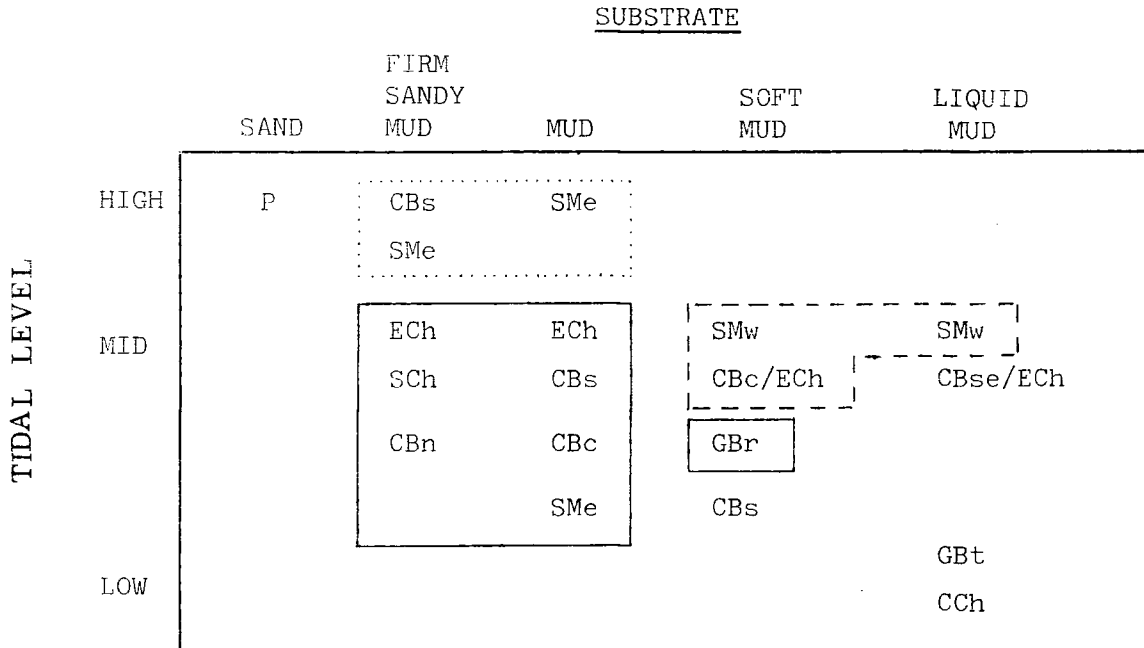 SUBSTRATE
FIRM
SANDY SOFT LIQUID
SAND MUD MUD MUD MUD
HIGH P CBs SMe
SMe
TIDAL LEVEL
MID ECh ECh SMw SMw
SCh CBs CBc/ECh CBse/ECh
CBn CBc GBr
SMe CBs
GBt
LOW
CCh